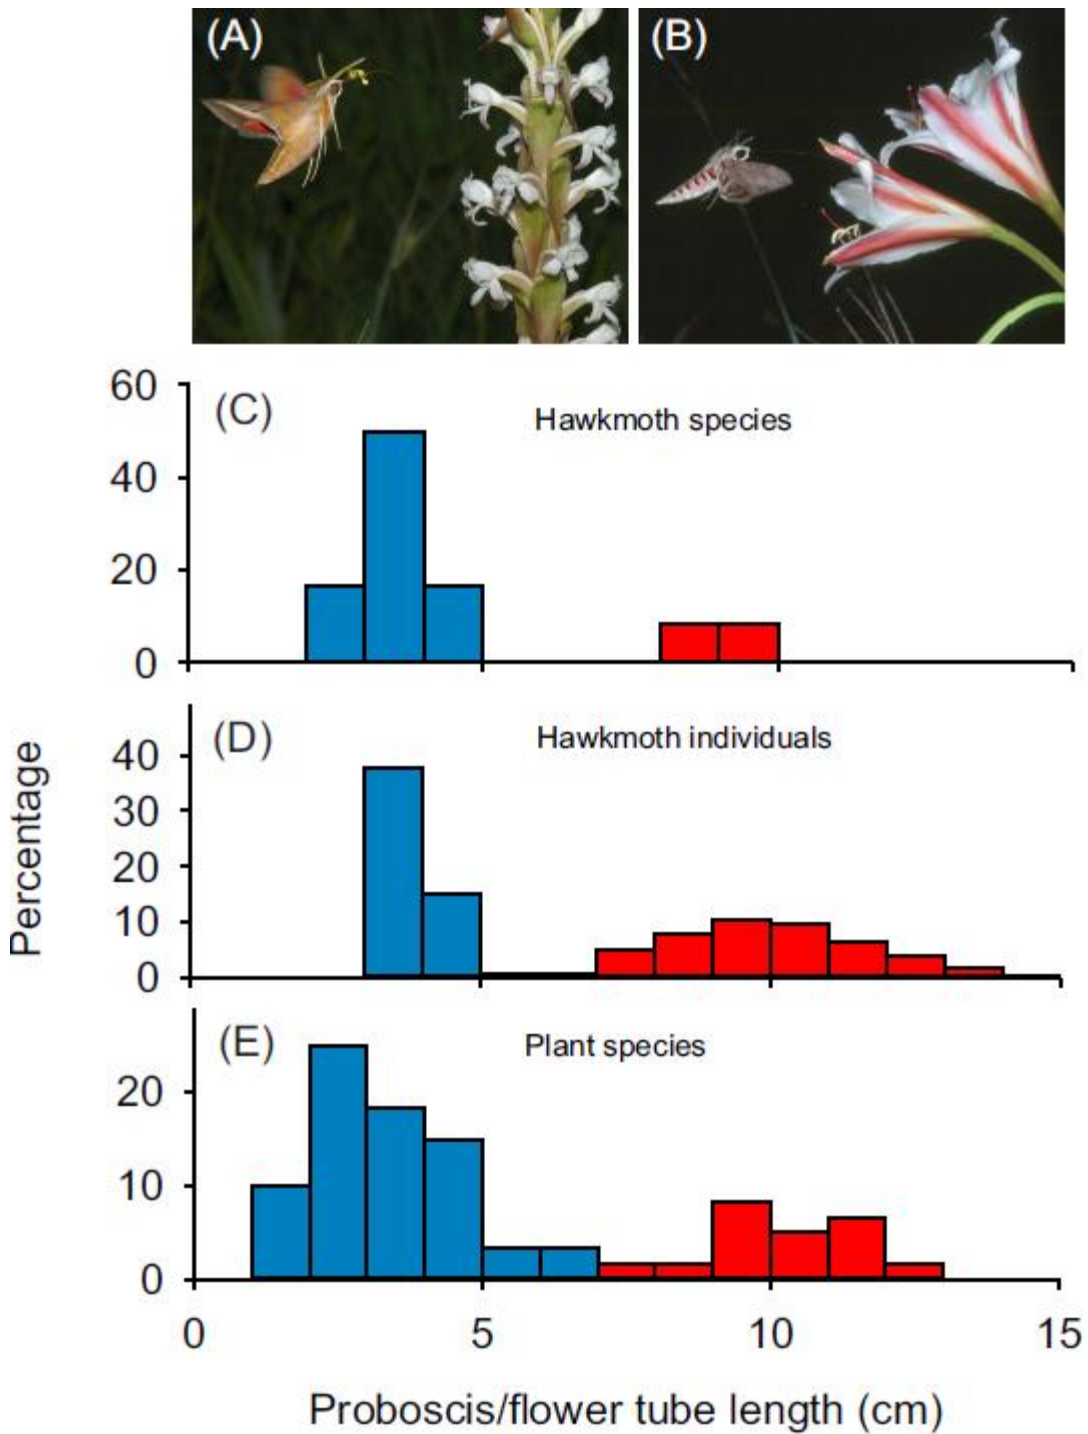 (A)
(B)
60
(C)
Hawkmoth species
40
20
0
(D)
Hawkmoth individuals
40
30
20
10
0
Percentage
(E)
Plant species
20
10
0
0 5 10 15
Proboscis/flower tube length (cm)